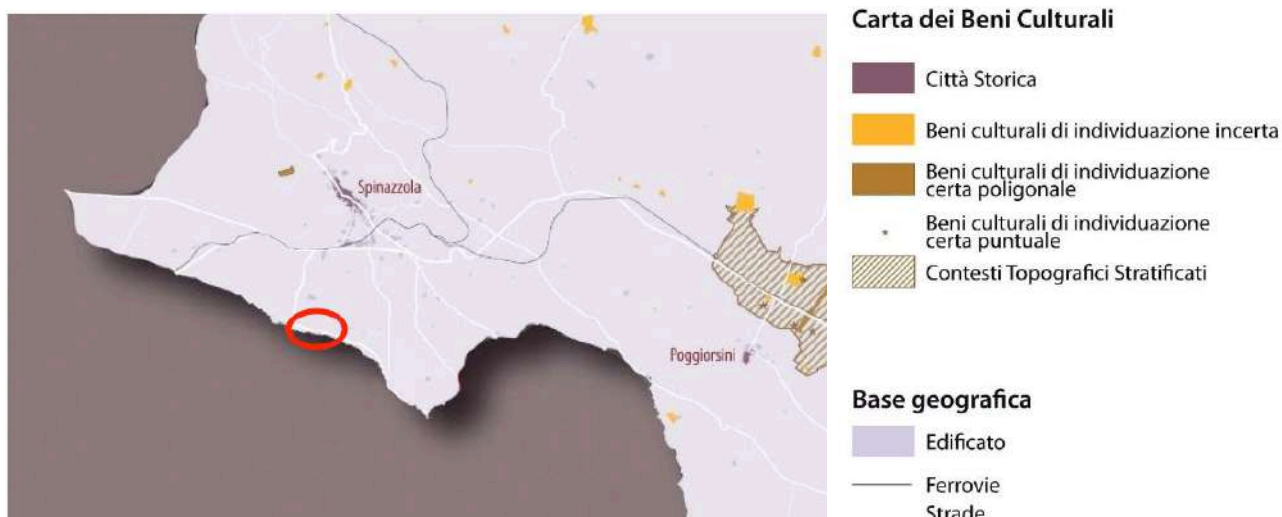 Spinazzola
Poggiorsini
Carta dei Beni Culturali
Città Storica
Beni culturali di individuazione incerta
Beni culturali di individuazione
certa poligonale
Beni culturali di individuazione
certa puntuale
Contesti Topografici Stratificati
Base geografica
Edificato
Ferrovie
Strade